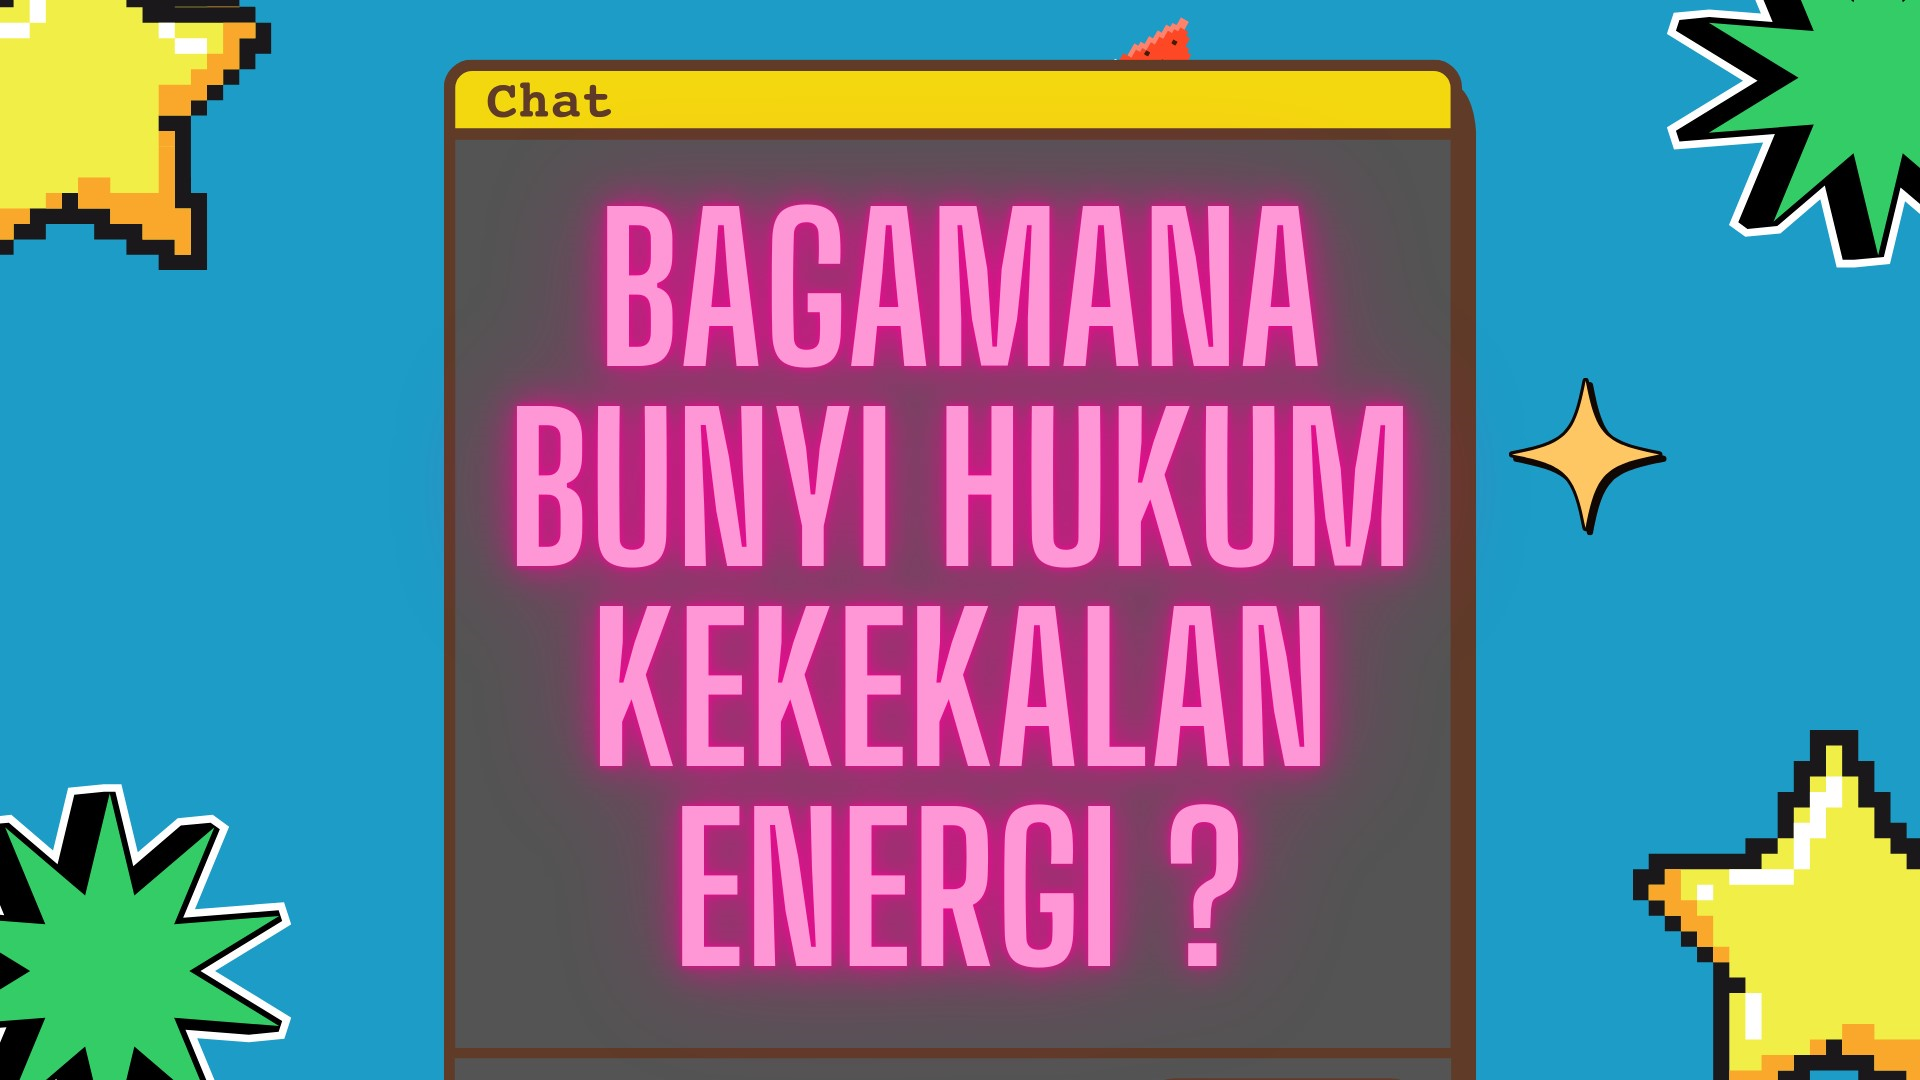 Chat
BAGAMANA
BUNYI HUKUM
KEKEKALAN
ENERGI ?